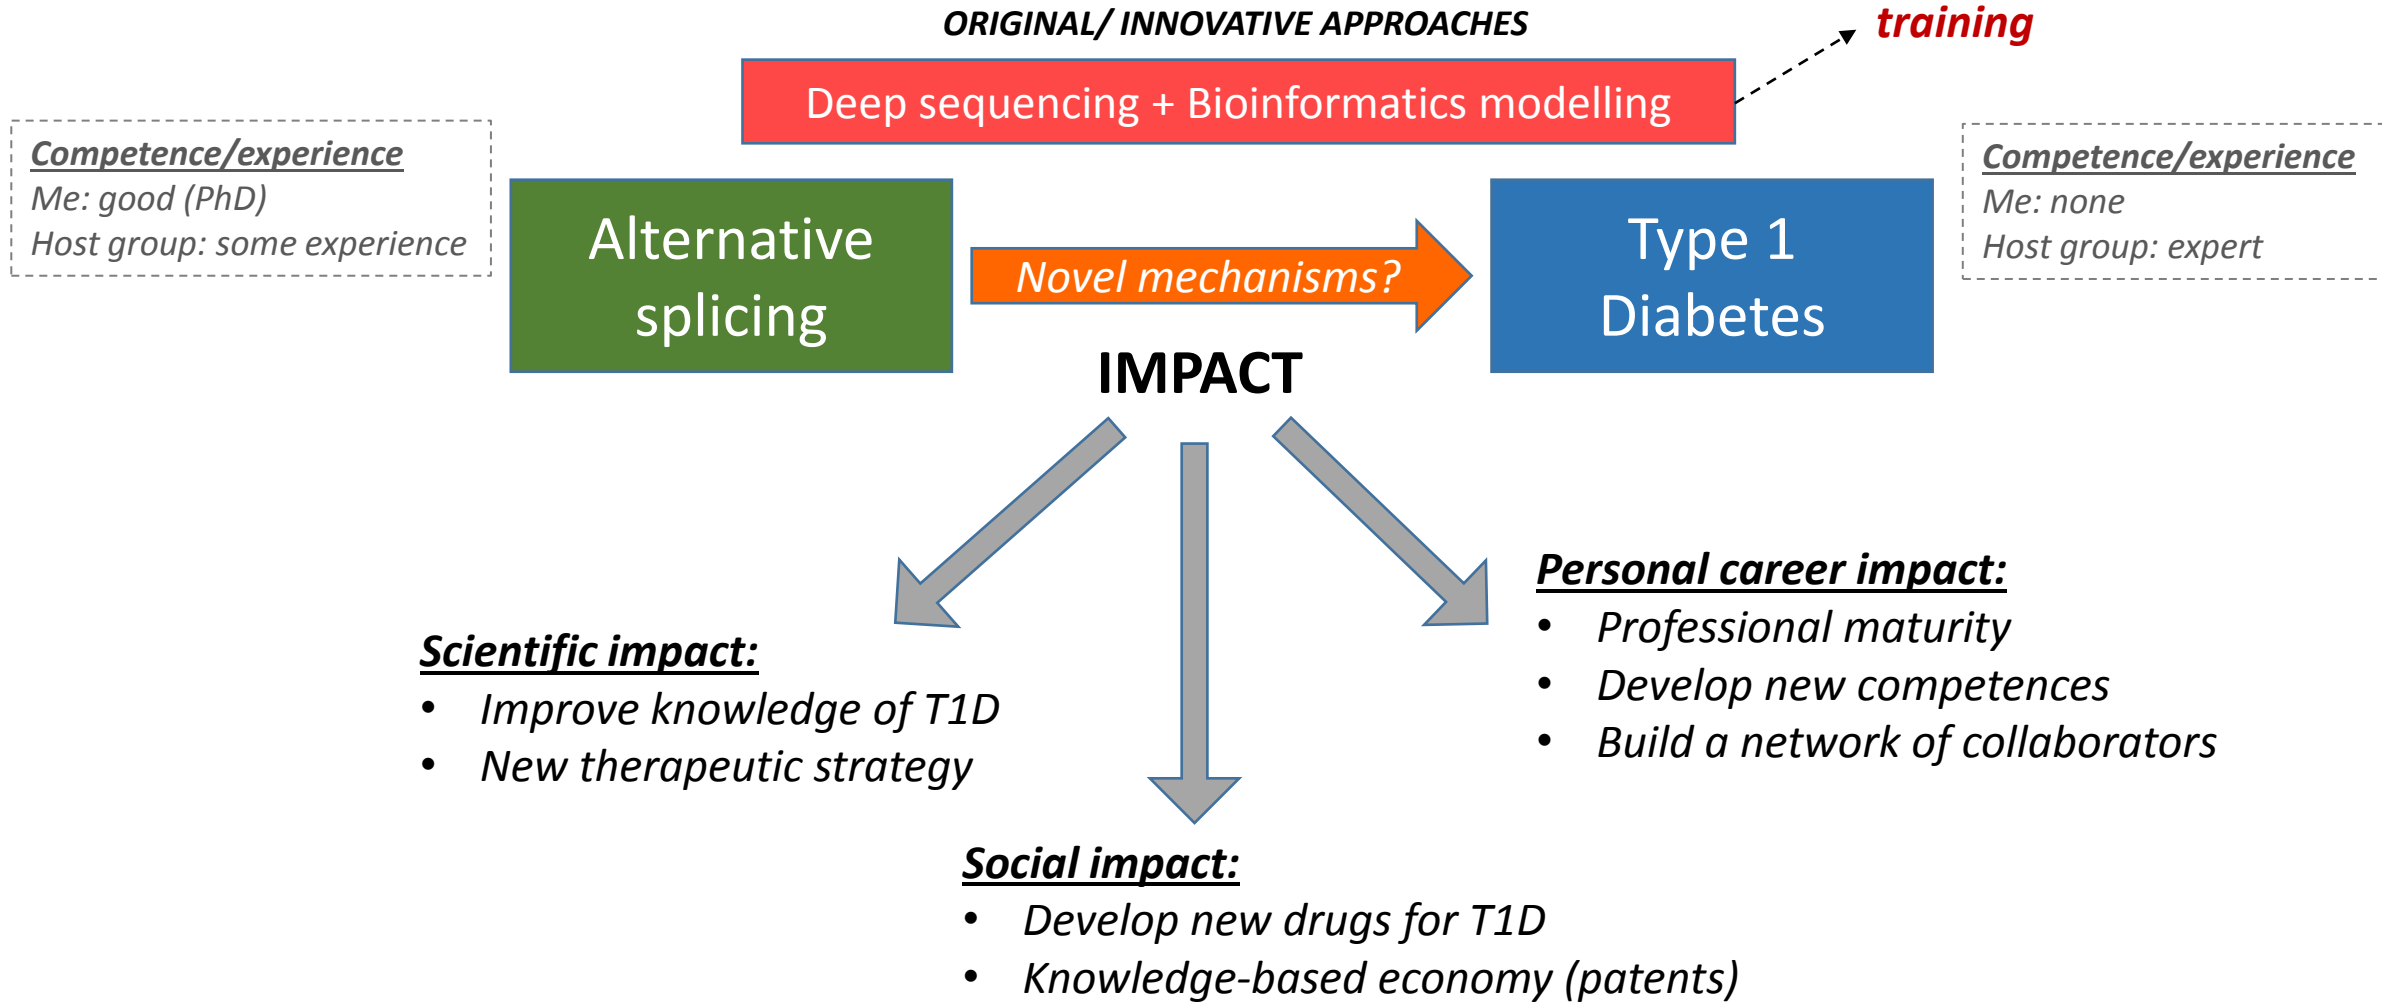 ORIGINAL/ INNOVATIVE APPROACHES
training
Deep sequencing + Bioinformatics modelling
Competence/experience
Me: good (PhD)
Host group: some experience
Alternative
splicing
Novel mechanisms?
Type 1
Diabetes
Competence/experience
Me: none
Host group: expert
IMPACT
Scientific impact:
• Improve knowledge of T1D
• New therapeutic strategy
Social impact:
• Develop new drugs for T1D
• Knowledge-based economy (patents)
Personal career impact:
• Professional maturity
• Develop new competences
• Build a network of collaborators